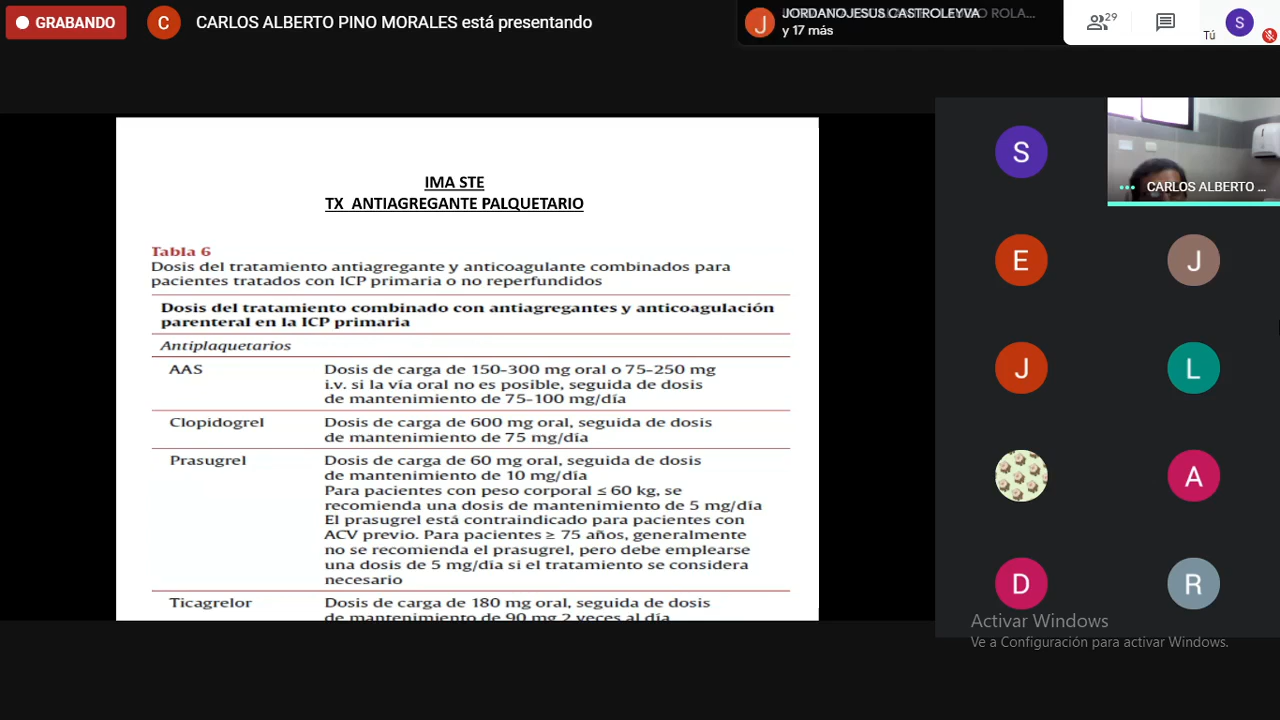 GRABANDO
C
CARLOS ALBERTO PINO MORALES está presentando
J
JORDANOJESUS CASTROLEYVA
y 17 más
29
Tú
S
IMA STE
TX ANTIAGREGANTE PALQUETARIO
Tabla 6
Dosis del tratamiento antiagregante y anticoagulante combinados para
pacientes tratados con ICP primaria o no reperfundidos
Dosis del tratamiento combinado con antiagregantes y anticoagulación
parenteral en la ICP primaria
Antiplaquetarios
AAS
Dosis de carga de 150-300 mg oral o 75-250 mg
i.v. si la vía oral no es posible, seguida de dosis
de mantenimiento de 75-100 mg/día
Clopidogrel
Dosis de carga de 600 mg oral, seguida de dosis
de mantenimiento de 75 mg/día
Prasugrel
Dosis de carga de 60 mg oral, seguida de dosis
de mantenimiento de 10 mg/día
Para pacientes con peso corporal ≤ 60 kg, se
recomienda una dosis de mantenimiento de 5 mg/día
El prasugrel está contraindicado para pacientes con
ACV previo. Para pacientes ≥ 75 años, generalmente
no se recomienda el prasugrel, pero debe emplearse
una dosis de 5 mg/día si el tratamiento se considera
necesario
Ticagrelor
Dosis de carga de 180 mg oral, seguida de dosis
de mantenimiento de 90 mg 2 veces al día
S
CARLOS ALBERTO ...
E
J
J
L
A
D
R
Activar Windows
Ve a Configuración para activar Windows.